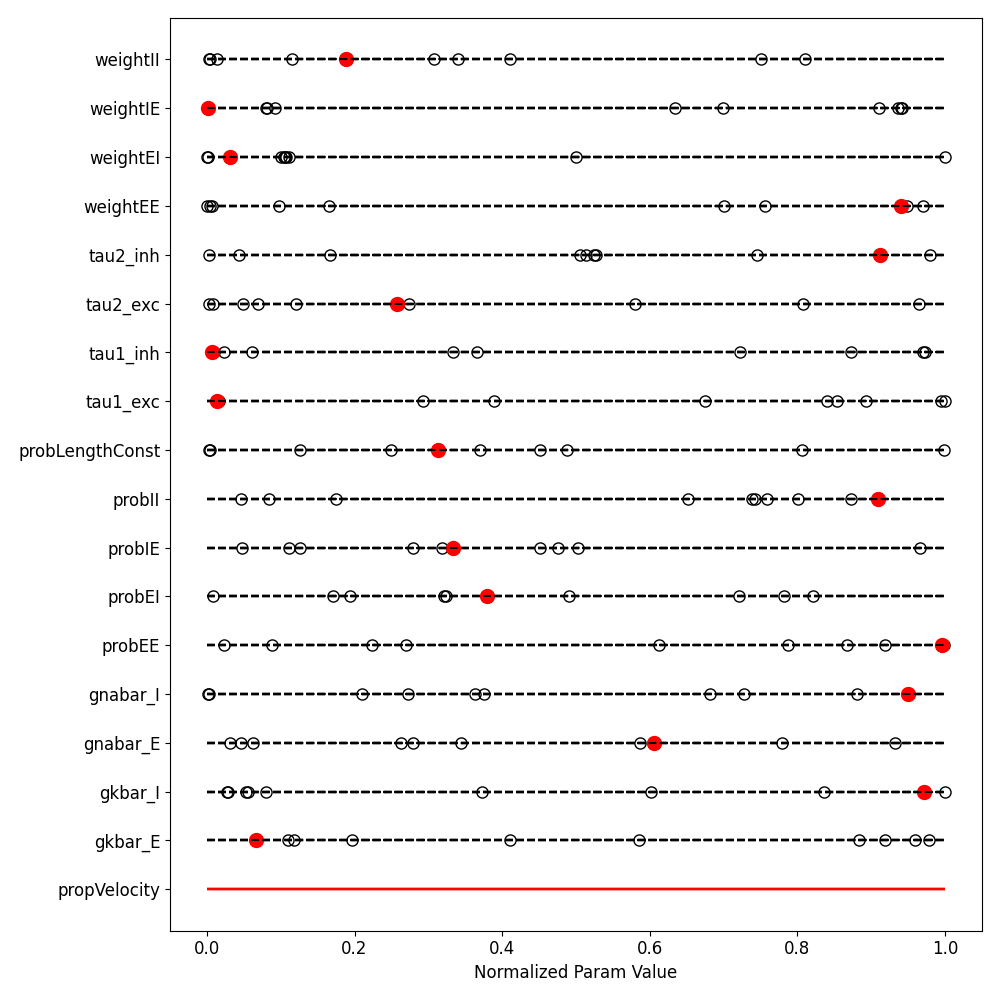 weightII
weightIE
weightEI
weightEE
tau2_inh
tau2_exc
tau1_inh
tau1_exc
probLengthConst
probII
probIE
probEI
probEE
gnabar_I
gnabar_E
gkbar_I
gkbar_E
propVelocity
0.0 0.2 0.4 0.6 0.8 1.0
Normalized Param Value